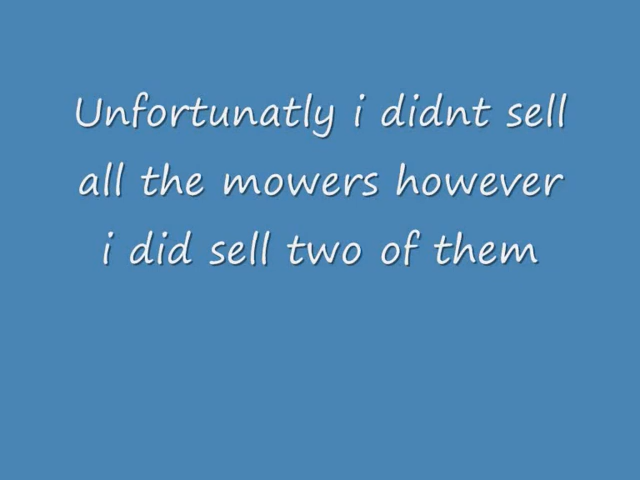 Unfortunatly i didnt sell
all the mowers however
i did sell two of them